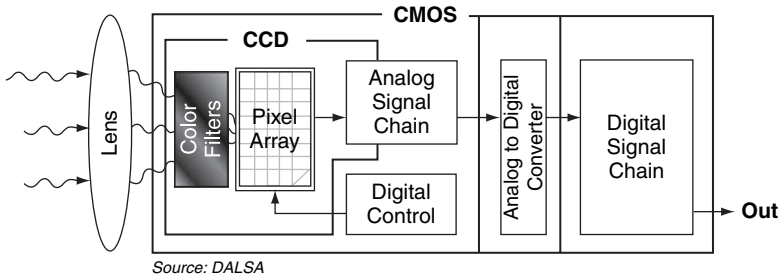 CMOS
CCD
Lens
Color
Filters
Pixel
Array
Analog
Signal
Chain
Digital
Control
Analog to Digital
Converter
Digital
Signal
Chain
Out
Source: DALSA